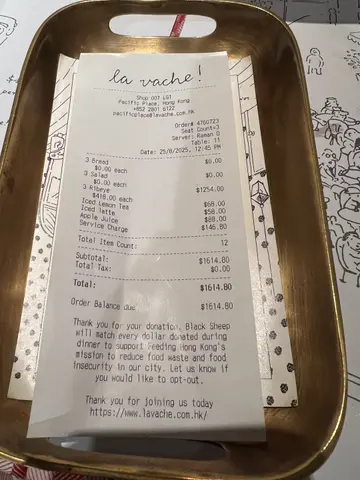 la vache!
Shop 007 LG1
Pacific Place, Hong Kong
+852 2801 6122
pacificplace@lavache.com.hk
Order# 4760723
Seat Count:3
Server: Raman D
Table: 11
Date: 25/8/2025, 12:45 PM
3 Bread $0.00
$0.00 each
3 Salad $0.00
$0.00 each
3 Ribeye $1254.00
$418.00 each
Iced Lemon Tea $68.00
Iced latte $58.00
Apple Juice $88.00
Service Charge $146.80
Total Item Count: 12
Subtotal: $1614.80
Total Tax: $0.00
Total: $1614.80
Order Balance due $1614.80
Thank you for your donation. Black Sheep
will match every dollar donated during
dinner to support Feeding Hong Kong's
mission to reduce food waste and food
insecurity in our city. Let us know if
you would like to opt-out.
Thank you for joining us today
https://www.lavache.com.hk/